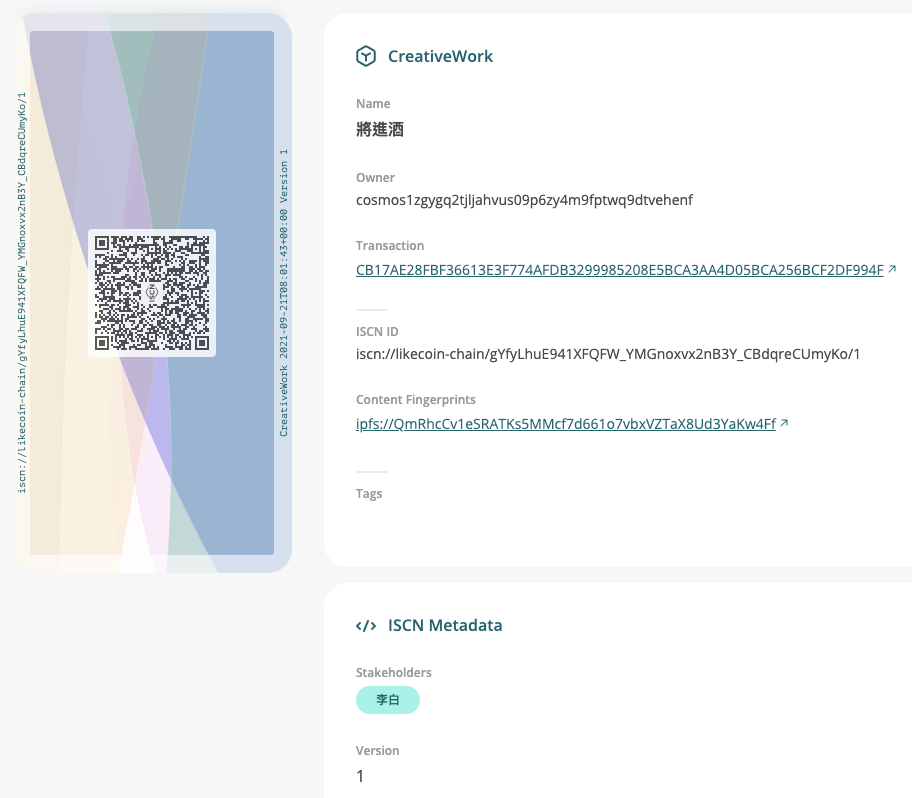 iscn://likecoin-chain/gYfyLhuE941XFQFW_YMGnoxvx2nB3Y_CBdqreCUmyKo/1
ISCN
CreativeWork 2021-09-21T08:01:43+00:00 Version 1
CreativeWork
Name
將進酒
Owner
cosmos1zgygq2tjljahvus09p6zy4m9fptwq9dtvehenf
Transaction
CB17AE28FBF36613E3F774AFDB3299985208E5BCA3AA4D05BCA256BCF2DF994F
ISCN ID
iscn://likecoin-chain/gYfyLhuE941XFQFW_YMGnoxvx2nB3Y_CBdqreCUmyKo/1
Content Fingerprints
ipfs://QmRhcCv1eSRATKs5MMcf7d661o7vbxVZTaX8Ud3YaKw4Ff
Tags
ISCN Metadata
Stakeholders
李白
Version
1